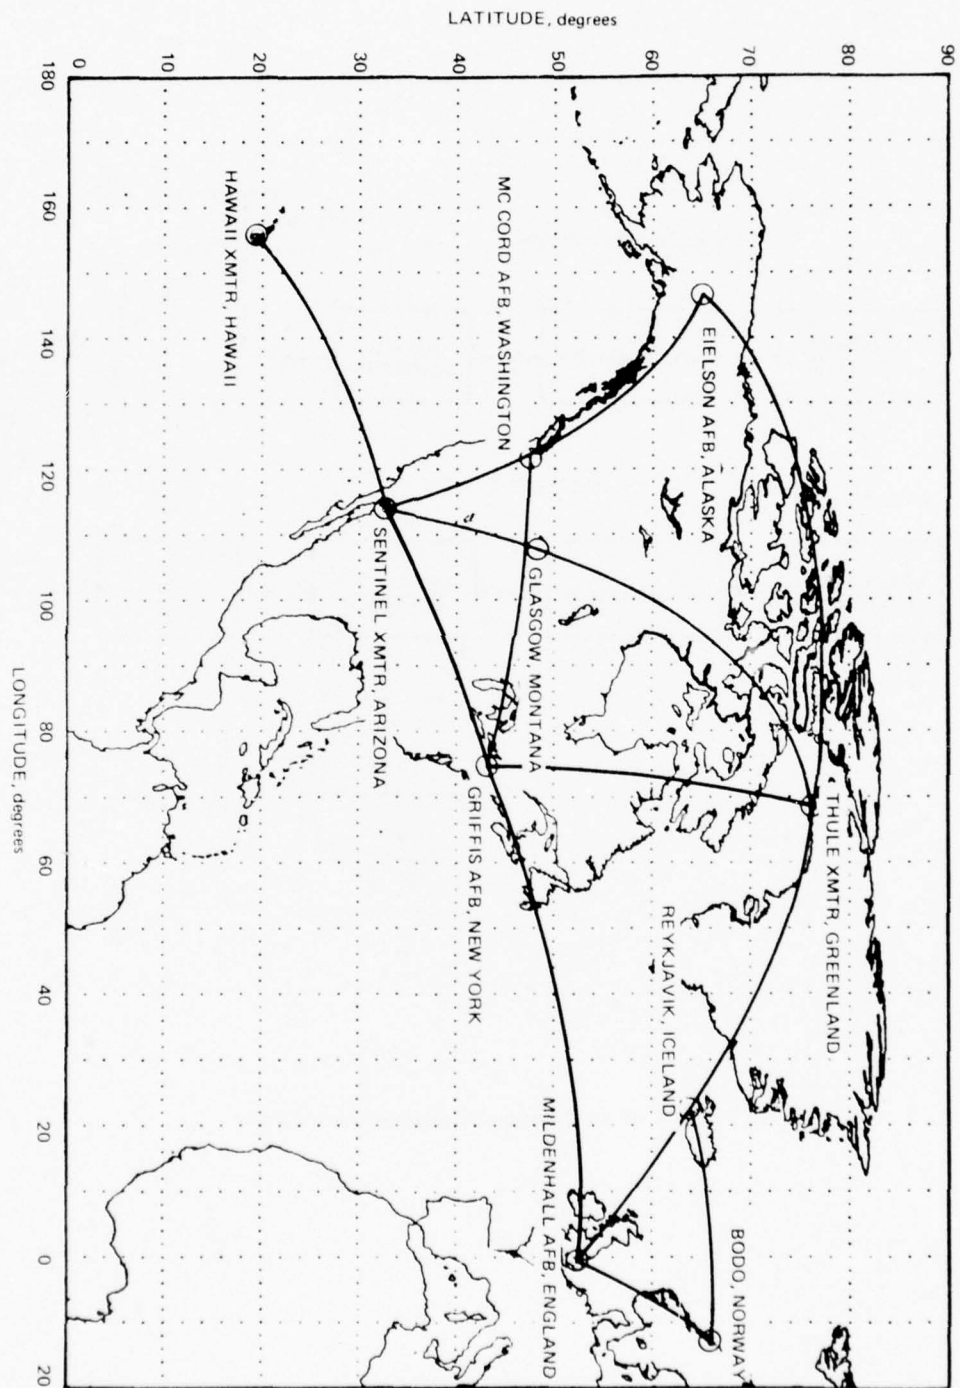 LATITUDE, degrees
0 10 20 30 40 50 60 70 80 90
180 160 140 120 100 80 60 40 20 0 20
LONGITUDE, degrees
HAWAII XMTR, HAWAII
MC CORD AFB, WASHINGTON
EIELSON AFB, ALASKA
SENTINEL XMTR, ARIZONA
GLASGOW, MONTANA
GRIFFIS AFB, NEW YORK
THULE XMTR, GREENLAND
REYKJAVIK, ICELAND
MILDENHALL AFB, ENGLAND
BODO, NORWAY